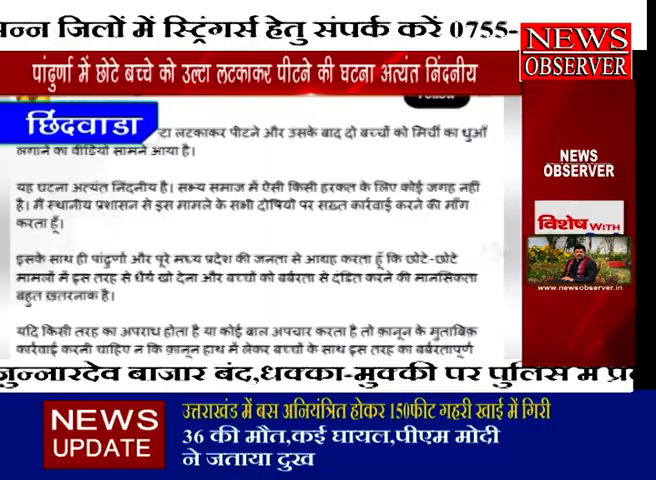 जिलों में स्ट्रिंगर्स हेतु संपर्क करें 0755-
NEWS
OBSERVER
पांढुर्णा में छोटे बच्चे को उल्टा लटकाकर पीटने की घटना अत्यंत निंदनीय
छिंदवाडा
लटकाकर पीटने और उसके बाद दो बच्चों को मिर्ची का धुआँ
लगाने का वीडियो सामने आया है।
यह घटना अत्यंत निंदनीय है। सभ्य समाज में ऐसी किसी हरकत के लिए कोई जगह नहीं
है। मैं स्थानीय प्रशासन से इस मामले के सभी दोषियों पर सख़्त कार्रवाई करने की माँग
करता हूँ।
इसके साथ ही पांढुर्णा और पूरे मध्य प्रदेश की जनता से आग्रह करता हूँ कि छोटे-छोटे
मामलों में इस तरह से धैर्य खो देना और बच्चों को बर्बरता से दंडित करने की मानसिकता
बहुत ख़तरनाक है।
यदि किसी तरह का अपराध होता है या कोई बाल अपचार करता है तो क़ानून के मुताबिक़
कार्रवाई करनी चाहिए न कि क़ानून हाथ में लेकर बच्चों के साथ इस तरह का बर्बरतापूर्ण
NEWS
OBSERVER
विशेष WITH
www.newsobserver.in
जुन्नारदेव बाजार बंद,धक्का-मुक्की पर पुलिस
NEWS
UPDATE
उत्तराखंड में बस अनियंत्रित होकर 150फीट गहरी खाई में गिरी
36 की मौत,कई घायल,पीएम मोदी
ने जताया दुख